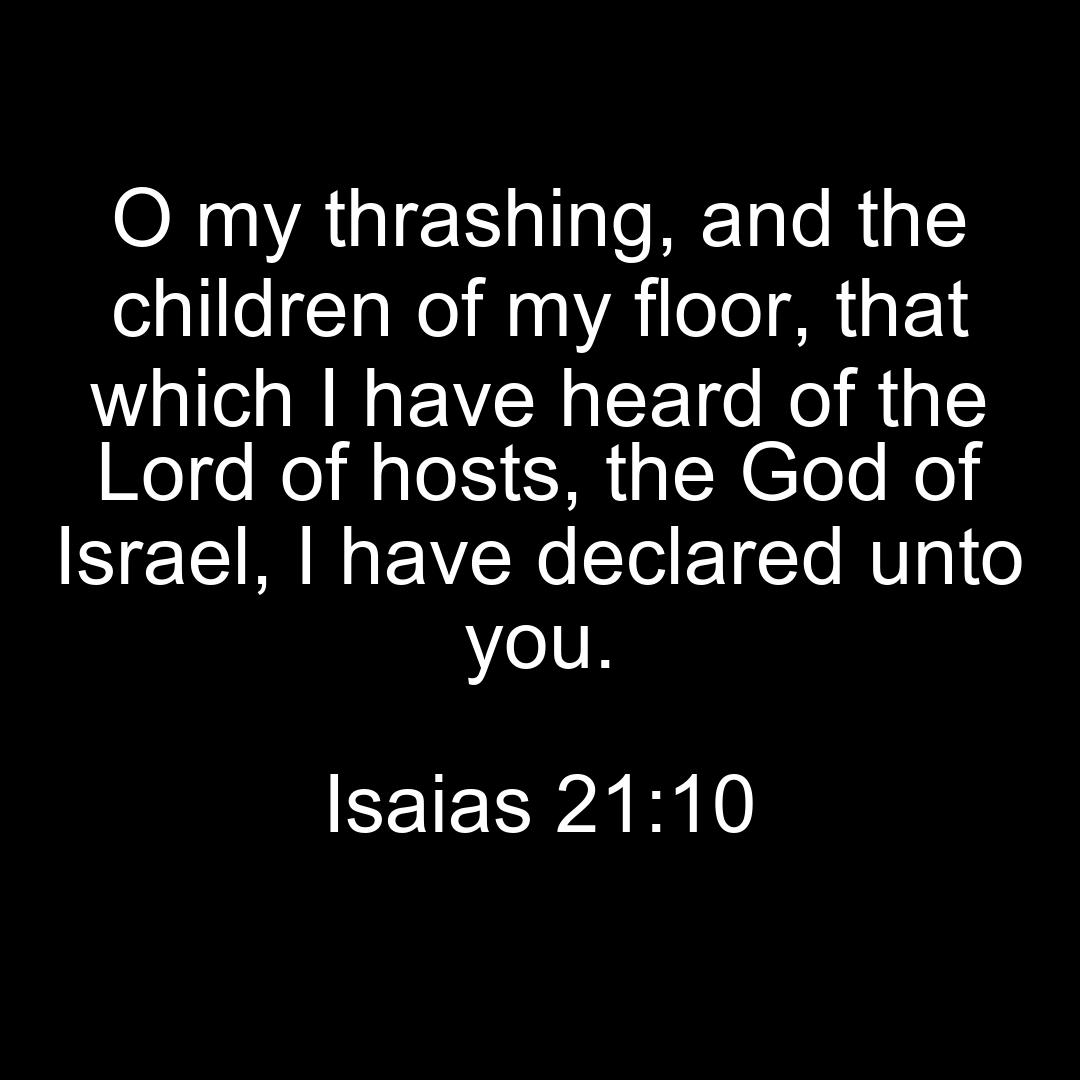 O my thrashing, and the
children of my floor, that
which I have heard of the
Lord of hosts, the God of
Israel, I have declared unto
you.
Isaias 21:10